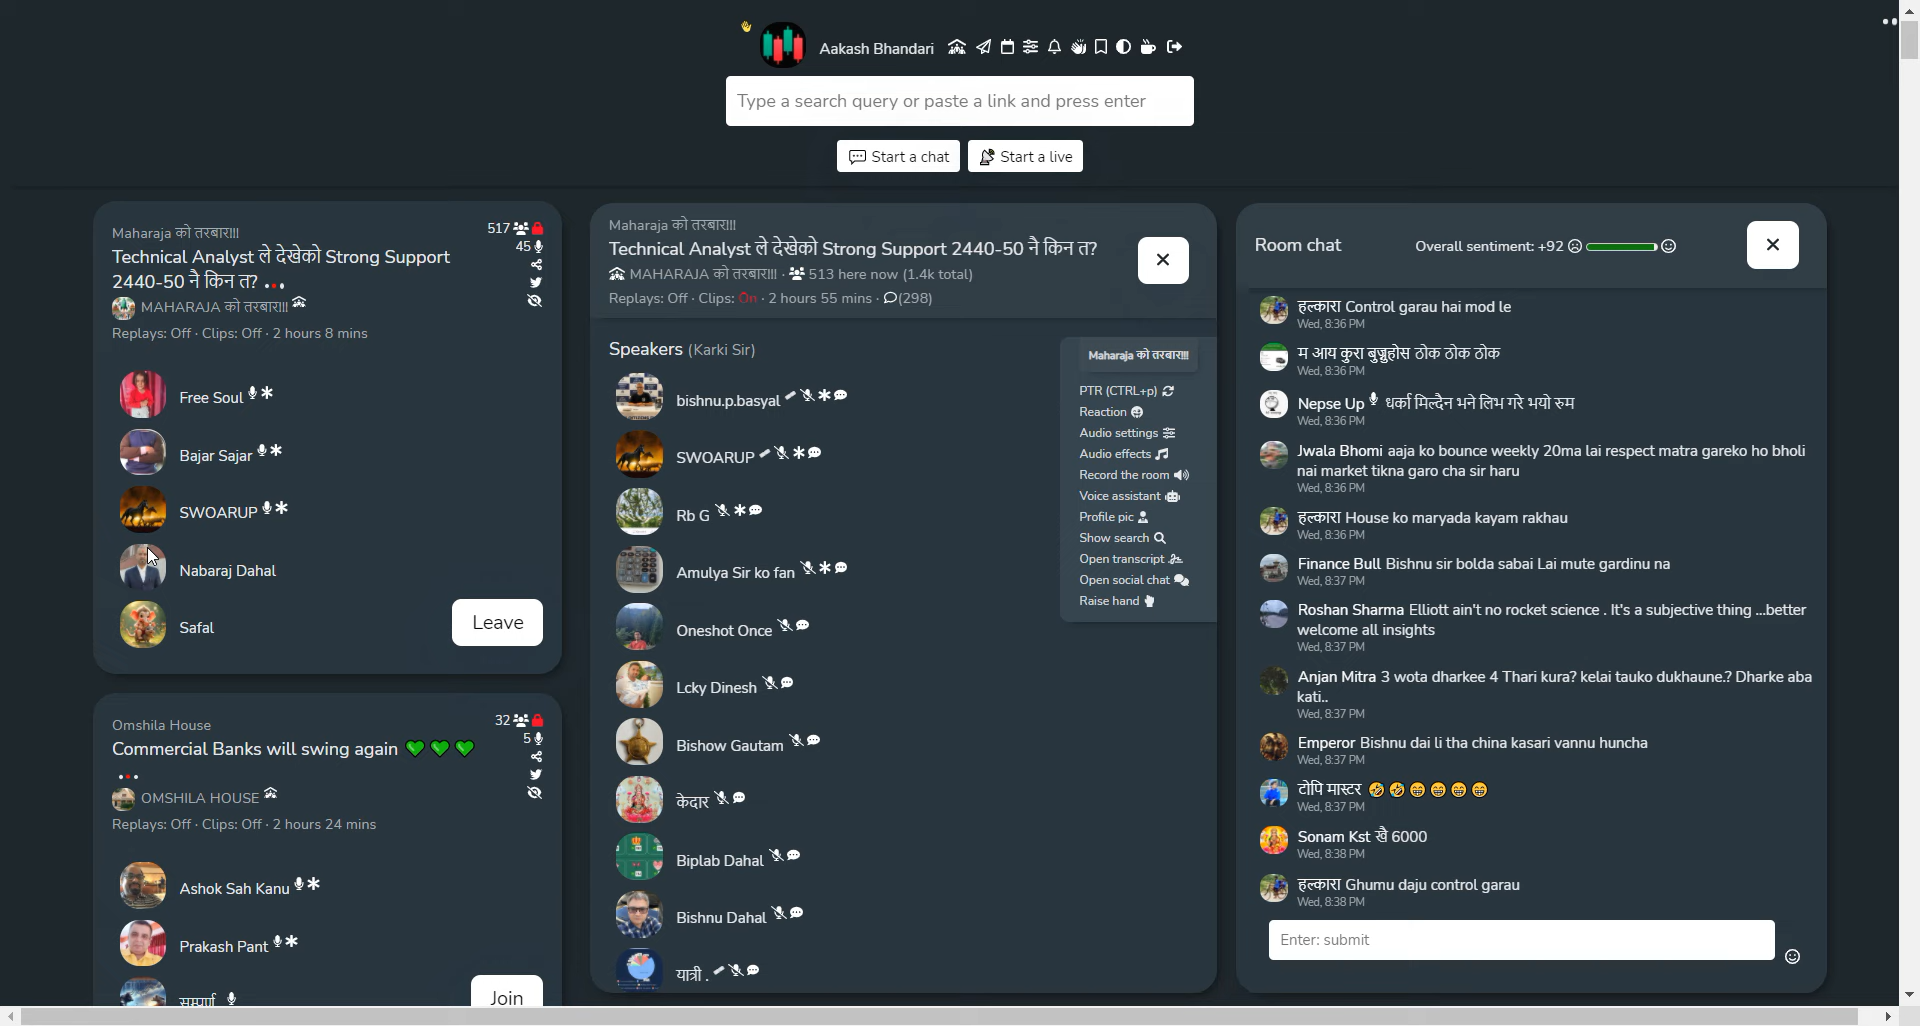 Aakash Bhandari
Type a search query or paste a link and press enter
Start a chat
Start a live
Maharaja को तरबार!!!
Technical Analyst ले देखेको Strong Support
2440-50 नै किन त?
MAHARAJA को तरबार!!!
Replays: Off · Clips: Off · 2 hours 8 mins
517
45
Free Soul
Bajar Sajar
SWOARUP
Nabaraj Dahal
Safal
Leave
Omshila House
Commercial Banks will swing again 💚 💚 💚
OMSHILA HOUSE
Replays: Off · Clips: Off · 2 hours 24 mins
32
5
Ashok Sah Kanu
Prakash Pant
सम्पूर्ण
Join
Maharaja को तरबार!!!
Technical Analyst ले देखेको Strong Support 2440-50 नै किन त?
MAHARAJA को तरबार!!! · 513 here now (1.4k total)
Replays: Off · Clips: On · 2 hours 55 mins · (298)
Speakers (Karki Sir)
bishnu.p.basyal
SWOARUP
Rb G
Amulya Sir ko fan
Oneshot Once
Lcky Dinesh
Bishow Gautam
केदार
Biplab Dahal
Bishnu Dahal
यात्री .
Maharaja को तरबार!!!
PTR (CTRL+p)
Reaction
Audio settings
Audio effects
Record the room
Voice assistant
Profile pic
Show search
Open transcript
Open social chat
Raise hand
Room chat
Overall sentiment: +92
हल्कारा Control garau hai mod le
Wed, 8:36 PM
म आय कुरा बुज्नुहोस ठोक ठोक ठोक
Wed, 8:36 PM
Nepse Up धर्का मिल्दैन भने लिभ गरे भयो रुम
Wed, 8:36 PM
Jwala Bhomi aaja ko bounce weekly 20ma lai respect matra gareko ho bholi
nai market tikna garo cha sir haru
Wed, 8:36 PM
हल्कारा House ko maryada kayam rakhau
Wed, 8:36 PM
Finance Bull Bishnu sir bolda sabai Lai mute gardinu na
Wed, 8:37 PM
Roshan Sharma Elliott ain't no rocket science . It's a subjective thing ...better
welcome all insights
Wed, 8:37 PM
Anjan Mitra 3 wota dharkee 4 Thari kura? kelai tauko dukhaune.? Dharke aba
kati..
Wed, 8:37 PM
Emperor Bishnu dai li tha china kasari vannu huncha
Wed, 8:37 PM
टोपि मास्टर 🤣🤣😁😁😁😁
Wed, 8:37 PM
Sonam Kst खै 6000
Wed, 8:38 PM
हल्कारा Ghumu daju control garau
Wed, 8:38 PM
Enter: submit